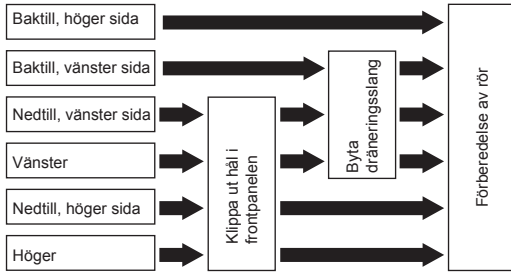 Baktill, höger sida
Baktill, vänster sida
Nedtill, vänster sida
Vänster
Nedtill, höger sida
Höger
Klippa ut hål i
frontpanelen
Byta
dräneringsslang
Förberedelse av rör